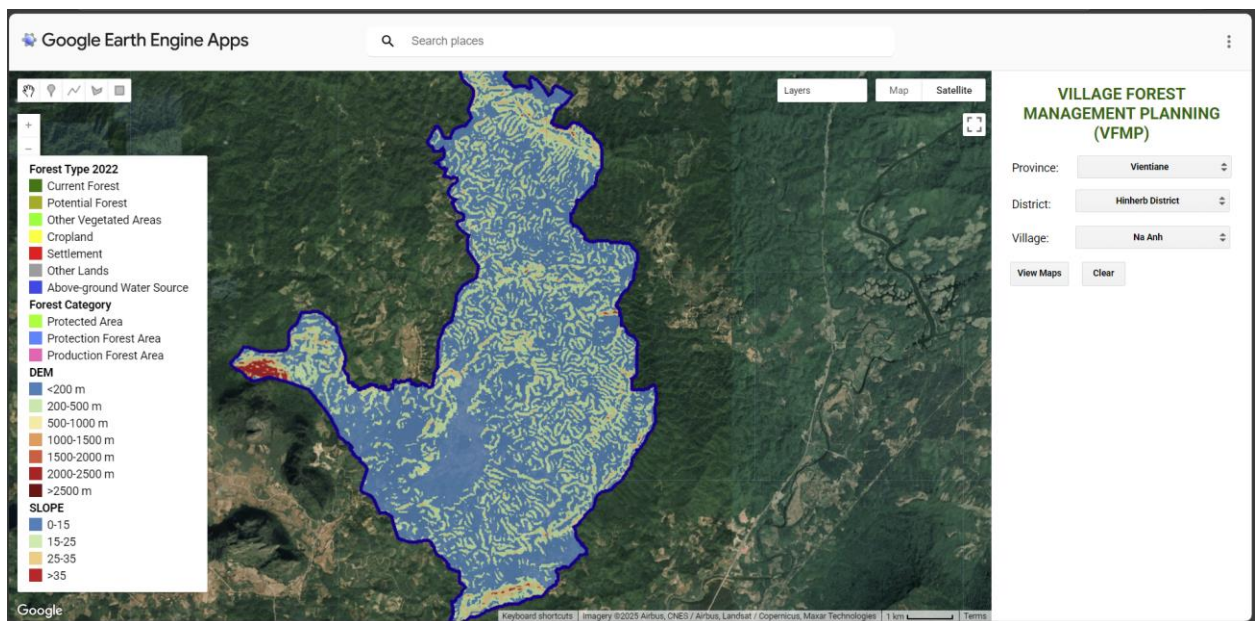 Google Earth Engine Apps
Search places
Layers
Map
Satellite
+
−
Forest Type 2022
Current Forest
Potential Forest
Other Vegetated Areas
Cropland
Settlement
Other Lands
Above-ground Water Source
Forest Category
Protected Area
Protection Forest Area
Production Forest Area
DEM
<200 m
200-500 m
500-1000 m
1000-1500 m
1500-2000 m
2000-2500 m
>2500 m
SLOPE
0-15
15-25
25-35
>35
Google
Keyboard shortcuts
Imagery ©2025 Airbus, CNES / Airbus, Landsat / Copernicus, Maxar Technologies
1 km
Terms
VILLAGE FOREST
MANAGEMENT PLANNING
(VFMP)
Province: Vientiane
District: Hinherb District
Village: Na Anh
View Maps
Clear